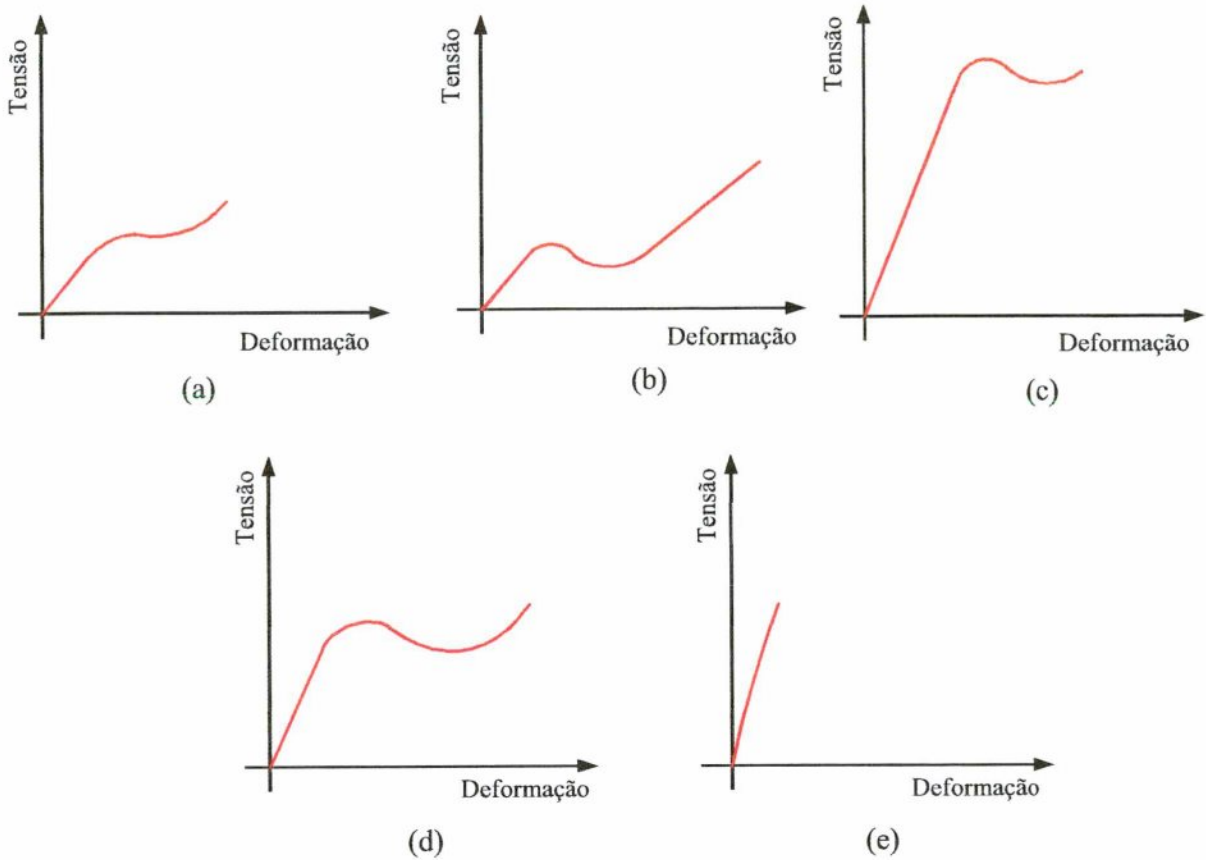 Tensão
Deformação
(a)
Tensão
Deformação
(b)
Tensão
Deformação
(c)
Tensão
Deformação
(d)
Tensão
Deformação
(e)